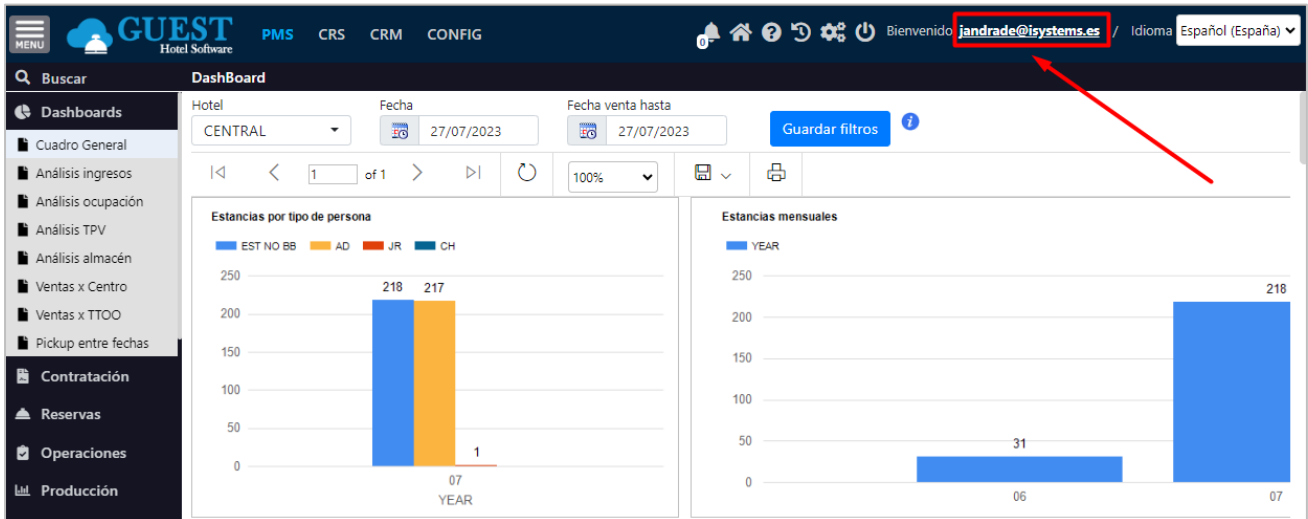 MENU
GUEST
Hotel Software
PMS CRS CRM CONFIG
0
Bienvenido jandrade@isystems.es / Idioma Español (España)
Buscar
DashBoard
Dashboards
Cuadro General
Análisis ingresos
Análisis ocupación
Análisis TPV
Análisis almacén
Ventas x Centro
Ventas x TTOO
Pickup entre fechas
Contratación
Reservas
Operaciones
Producción
Hotel Fecha Fecha venta hasta
CENTRAL 27/07/2023 27/07/2023 Guardar filtros i
1 of 1 100%
Estancias por tipo de persona
EST NO BB AD JR CH
250
218 217
200
150
100
50
1
0
07
YEAR
Estancias mensuales
YEAR
250
218
200
150
100
50
31
0
06 07